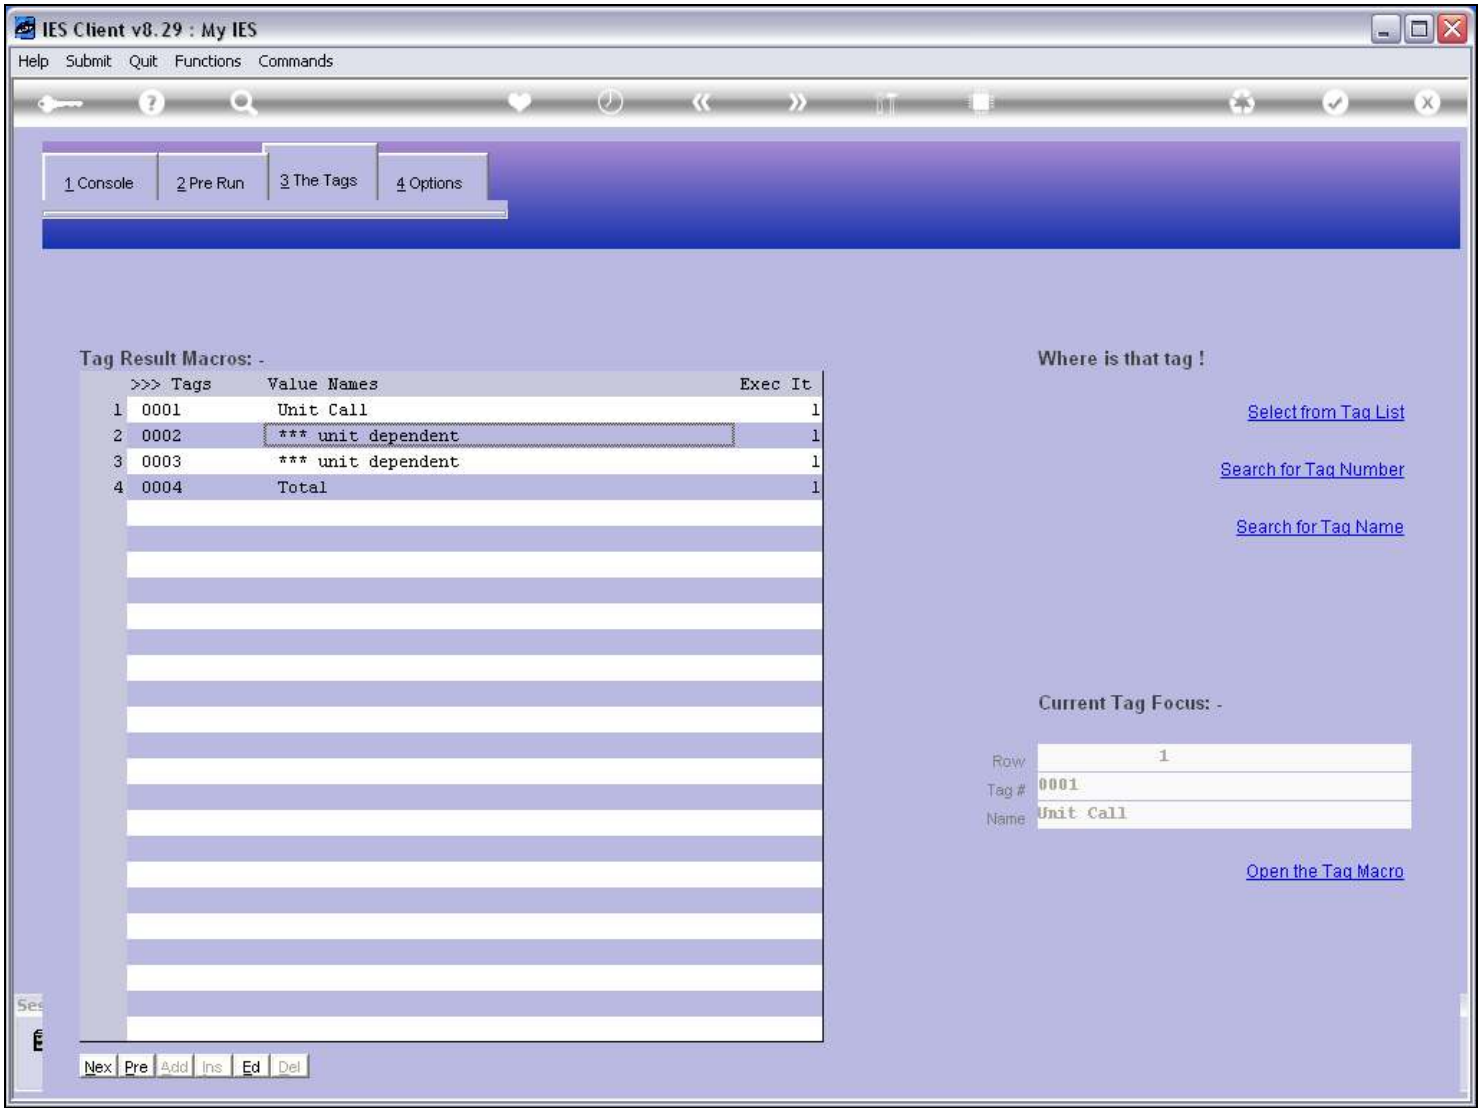 IES Client v8.29 : My IES
Help Submit Quit Functions Commands
1 Console 2 Pre Run 3 The Tags 4 Options
Tag Result Macros: -
>>> Tags Value Names Exec It
1 0001 Unit Call 1
2 0002 *** unit dependent 1
3 0003 *** unit dependent 1
4 0004 Total 1
Where is that tag !
Select from Tag List
Search for Tag Number
Search for Tag Name
Current Tag Focus: -
Row 1
Tag # 0001
Name Unit Call
Open the Tag Macro
Ses
Nex Pre Add Ins Ed Del